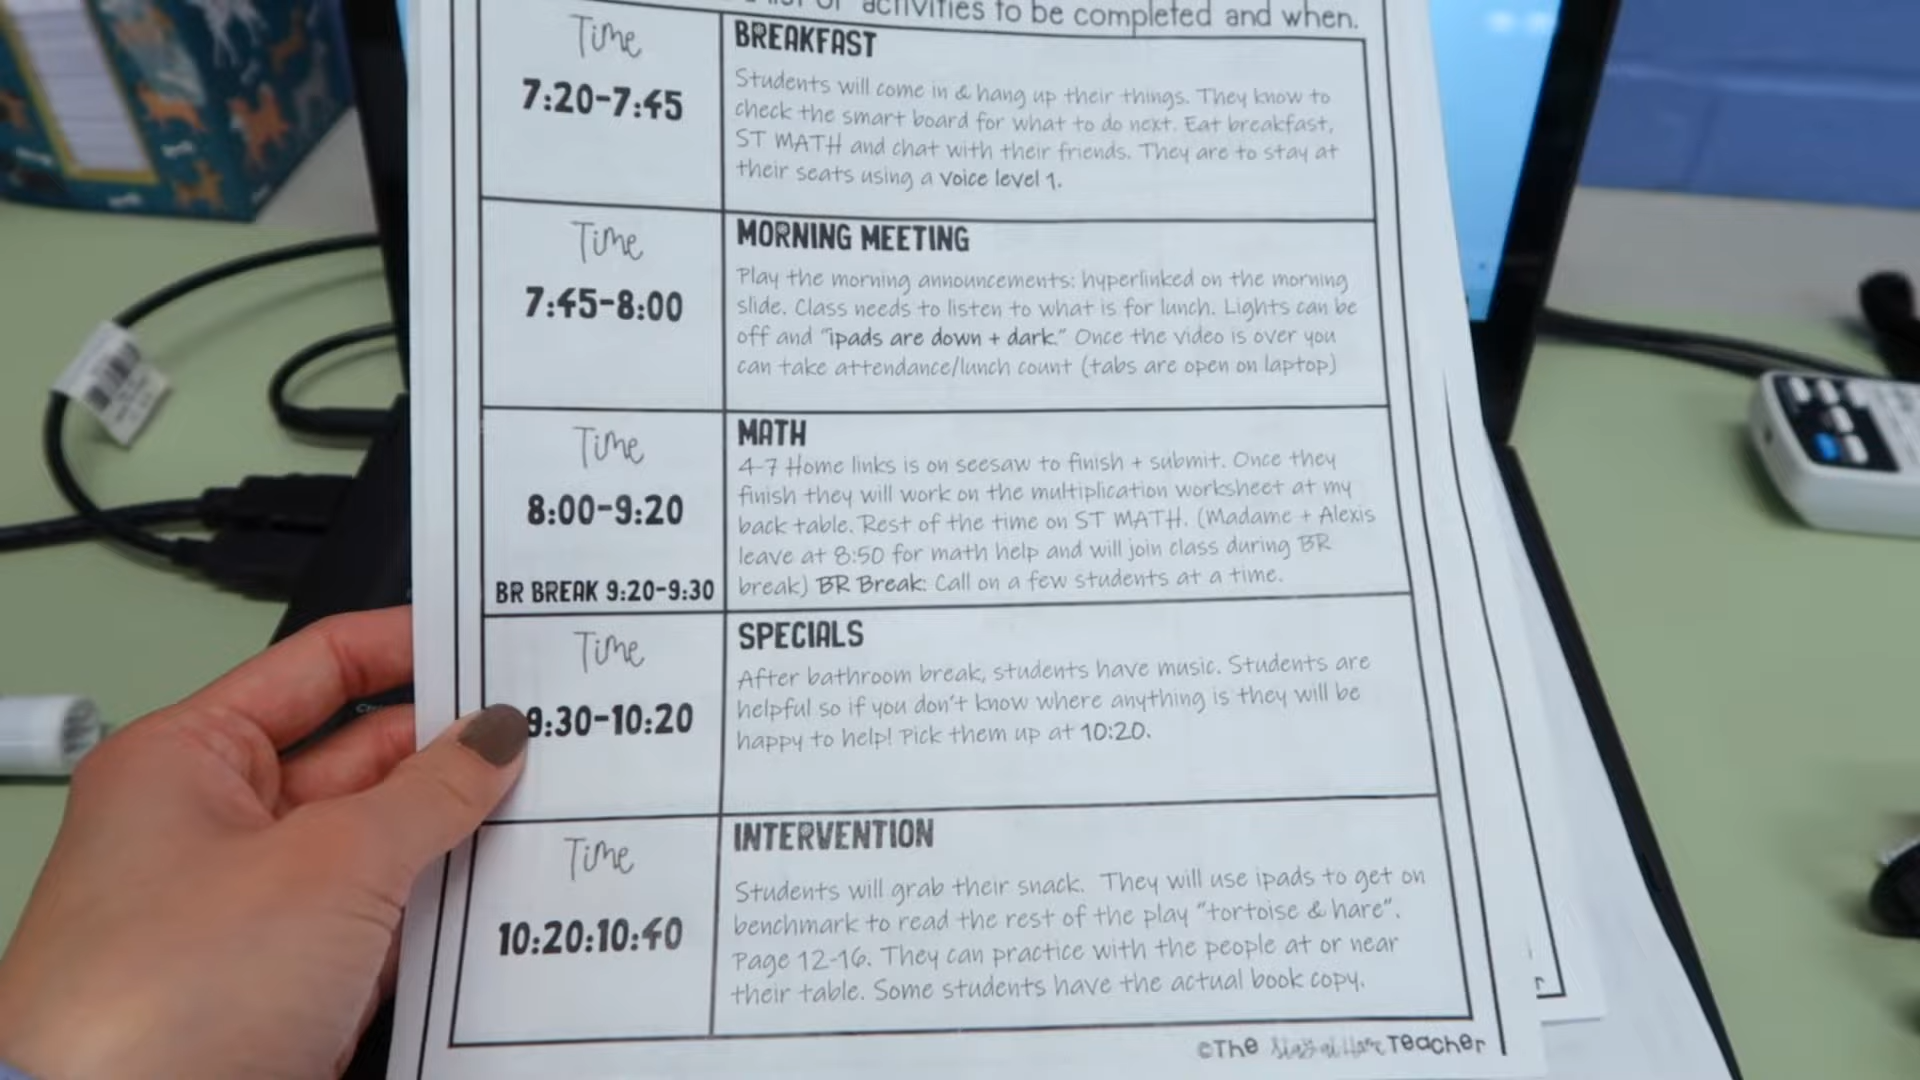 activities to be completed and when.
Time
7:20-7:45
BREAKFAST
Students will come in & hang up their things. They know to
check the smart board for what to do next. Eat breakfast,
ST MATH and chat with their friends. They are to stay at
their seats using a voice level 1.
Time
7:45-8:00
MORNING MEETING
Play the morning announcements: hyperlinked on the morning
slide. Class needs to listen to what is for lunch. Lights can be
off and "ipads are down + dark." Once the video is over you
can take attendance/lunch count (tabs are open on laptop)
Time
8:00-9:20
BR BREAK 9:20-9:30
MATH
4-7 Home links is on seesaw to finish + submit. Once they
finish they will work on the multiplication worksheet at my
back table. Rest of the time on ST MATH. (Madame + Alexis
leave at 8:50 for math help and will join class during BR
break) BR Break: Call on a few students at a time.
Time
9:30-10:20
SPECIALS
After bathroom break, students have music. Students are
helpful so if you don't know where anything is they will be
happy to help! Pick them up at 10:20.
Time
10:20:10:40
INTERVENTION
Students will grab their snack. They will use ipads to get on
benchmark to read the rest of the play "tortoise & hare".
Page 12-16. They can practice with the people at or near
their table. Some students have the actual book copy.
©The Teacher